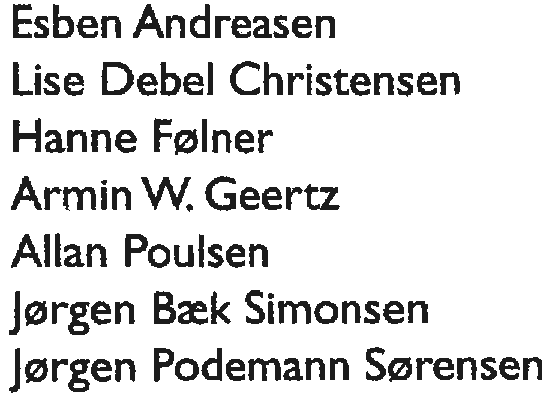 Esben Andreasen
Lise Debel Christensen
Hanne Følner
Armin W. Geertz
Allan Poulsen
Jørgen Bæk Simonsen
Jørgen Podemann Sørensen